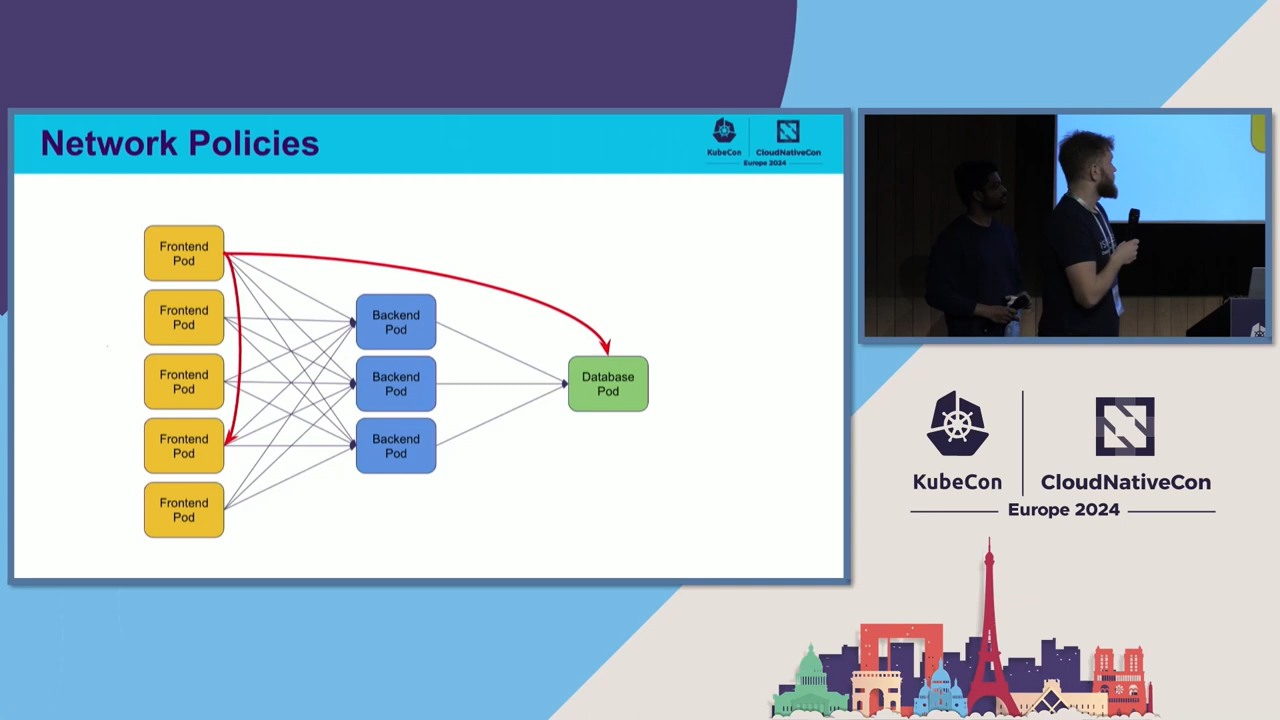 Network Policies
KubeCon
CloudNativeCon
Europe 2024
Frontend
Pod
Frontend
Pod
Frontend
Pod
Frontend
Pod
Frontend
Pod
Backend
Pod
Backend
Pod
Backend
Pod
Database
Pod
KubeCon
CloudNativeCon
Europe 2024